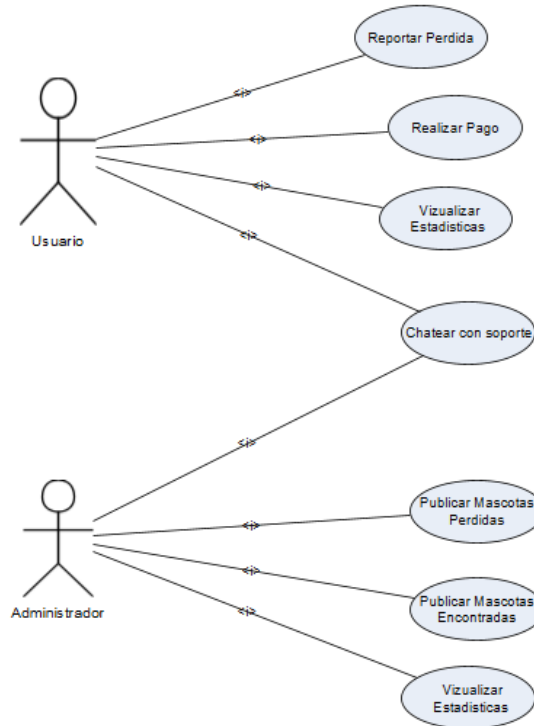 Reportar Perdida
Realizar Pago
Vizualizar
Estadisticas
Usuario
Chatear con soporte
Publicar Mascotas
Perdidas
Publicar Mascotas
Encontradas
Administrador
Vizualizar
Estadisticas